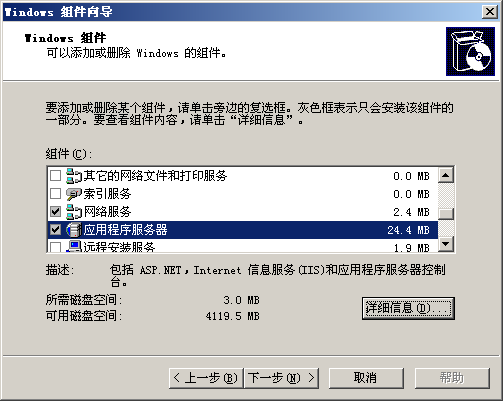 Windows 组件向导
Windows 组件
可以添加或删除 Windows 的组件。
要添加或删除某个组件，请单击旁边的复选框。灰色框表示只会安装该组件的
一部分。要查看组件内容，请单击“详细信息”。
组件(C):
其它的网络文件和打印服务 0.0 MB
索引服务 0.0 MB
网络服务 2.4 MB
应用程序服务器 24.4 MB
远程安装服务 1.9 MB
描述: 包括 ASP.NET，Internet 信息服务(IIS)和应用程序服务器控制
台。
所需磁盘空间: 3.0 MB
可用磁盘空间: 4119.5 MB
详细信息(D)...
< 上一步(B) 下一步(N) > 取消 帮助